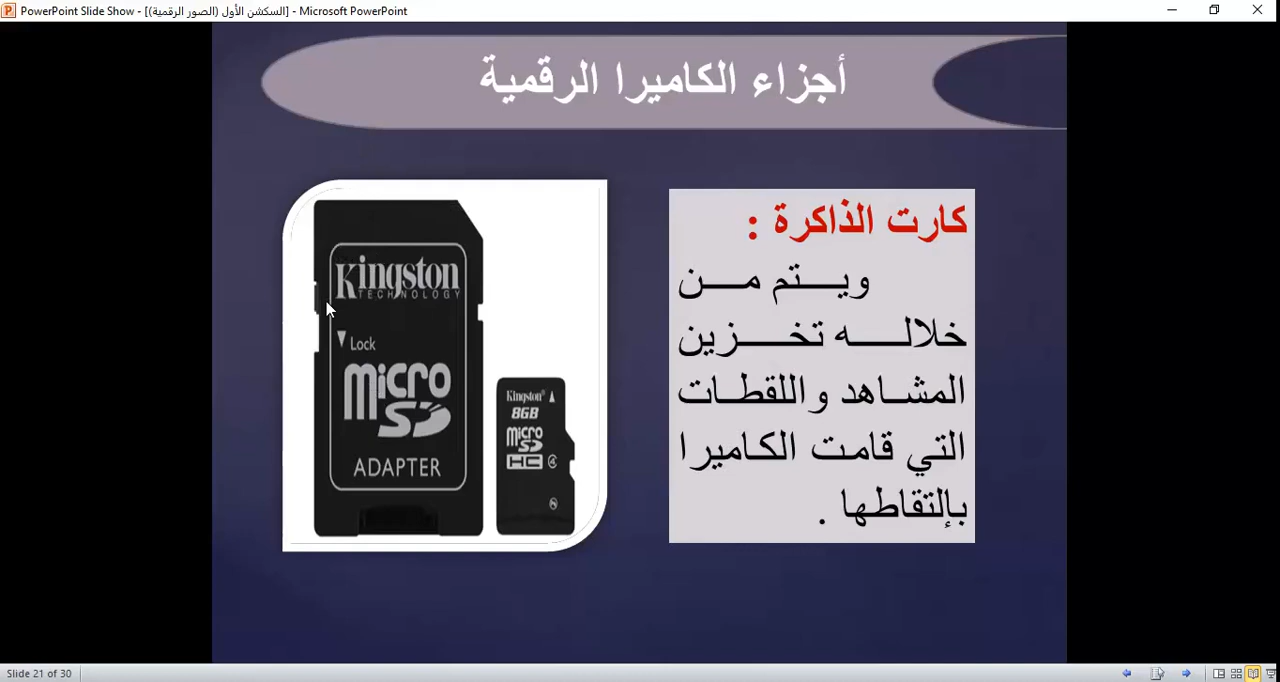 PowerPoint Slide Show - [السكشن الأول (الصور الرقمية)] - Microsoft PowerPoint
أجزاء الكاميرا الرقمية
كارت الذاكرة :
ويتم من
خلاله تخزين
المشاهد واللقطات
التي قامت الكاميرا
بإلتقاطها .
Kingston
TECHNOLOGY
Lock
micro
SD
ADAPTER
Kingston
8GB
micro
SD
HC 4
Slide 21 of 30